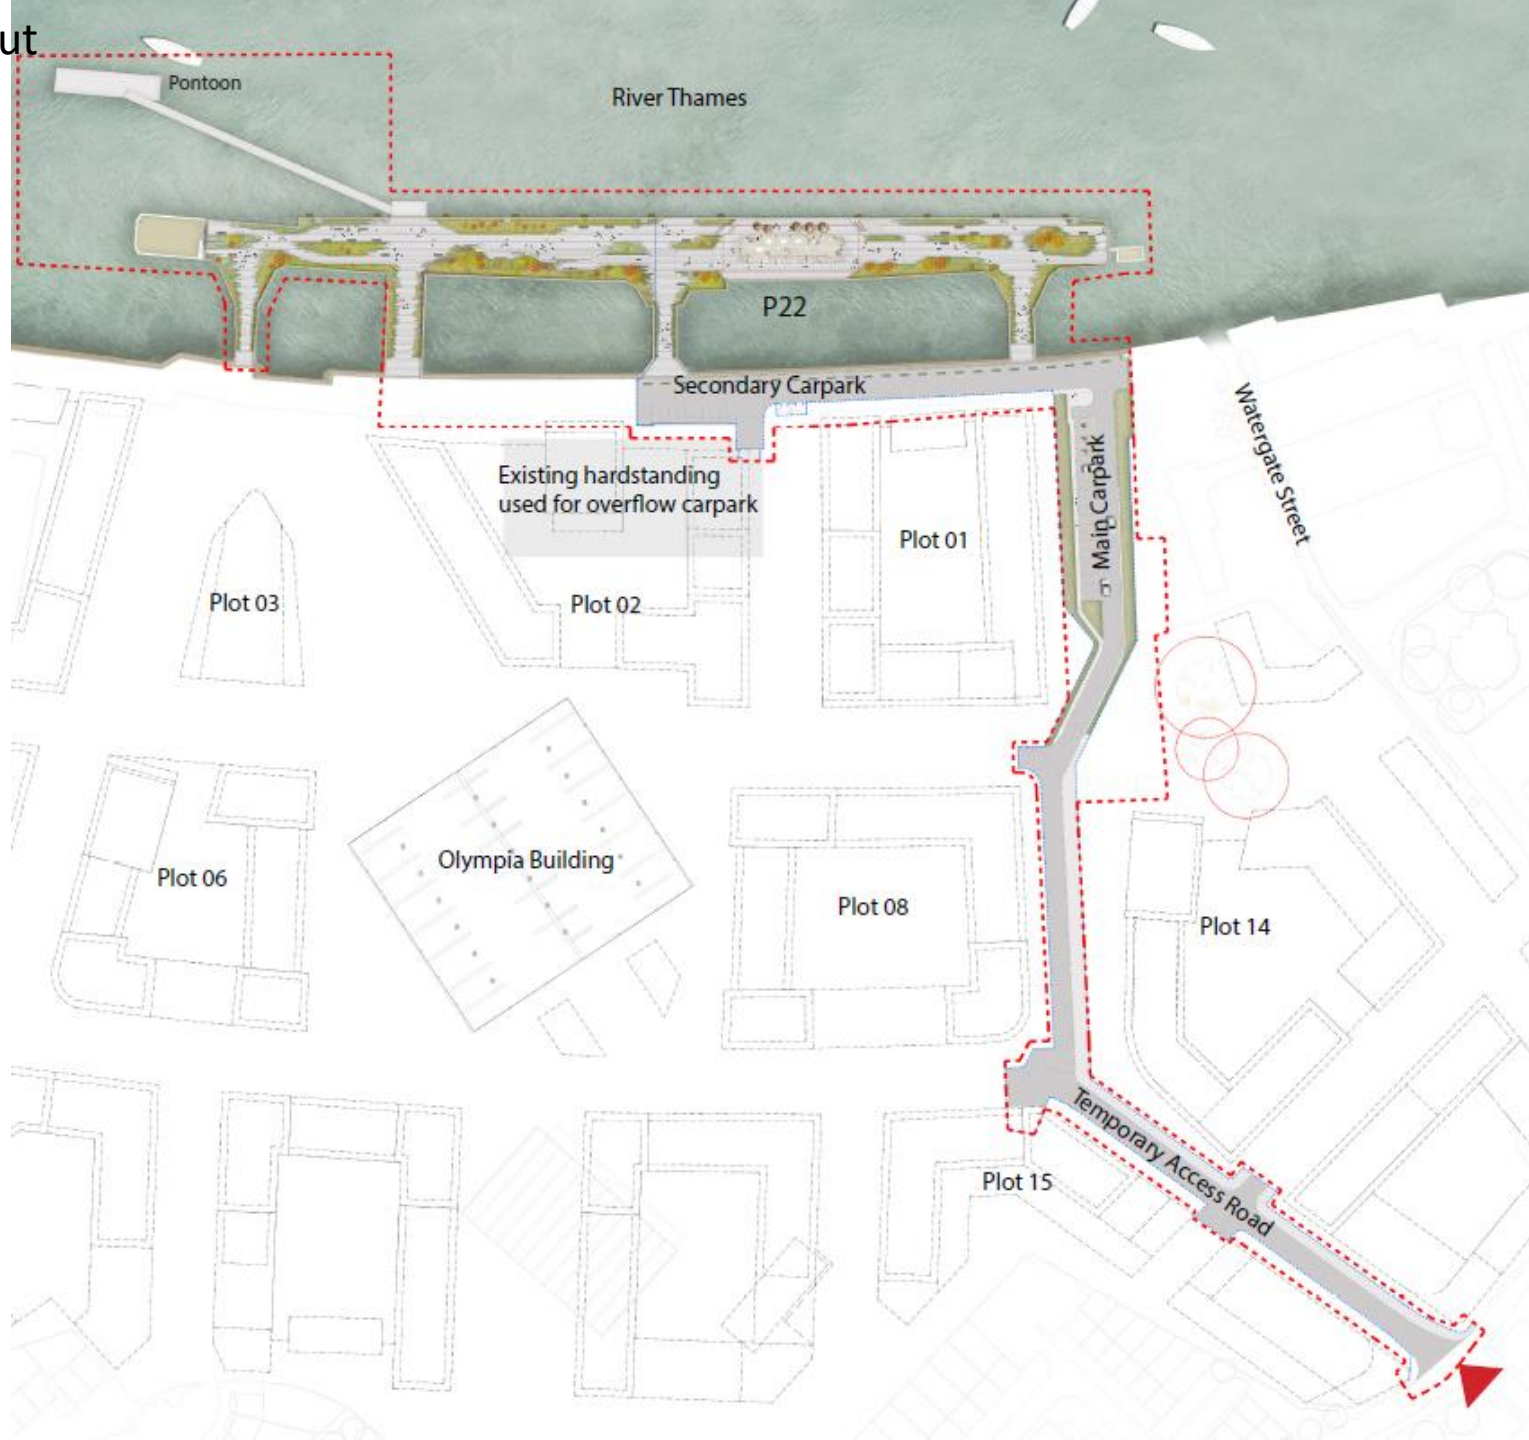 ut
Pontoon
River Thames
P22
Secondary Carpark
Watergate Street
Main Carpark
Existing hardstanding
used for overflow carpark
Plot 01
Plot 03
Plot 02
Olympia Building
Plot 06
Plot 08
Plot 14
Temporary Access Road
Plot 15